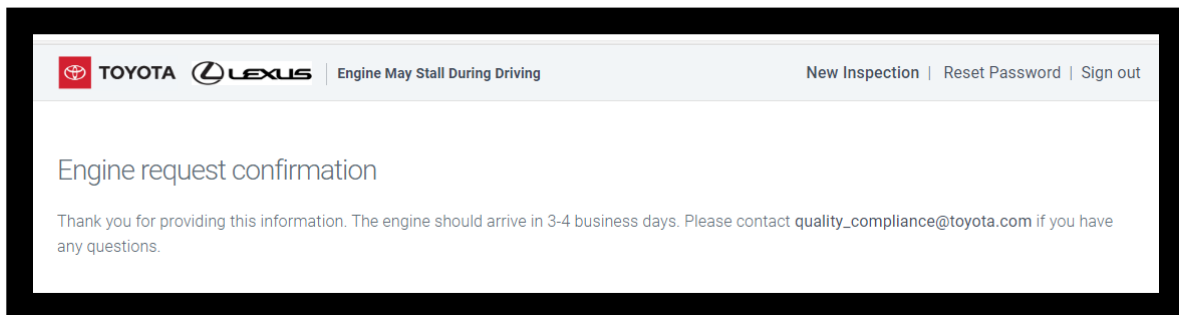 TOYOTA LEXUS Engine May Stall During Driving New Inspection | Reset Password | Sign out
Engine request confirmation
Thank you for providing this information. The engine should arrive in 3-4 business days. Please contact quality_compliance@toyota.com if you have
any questions.